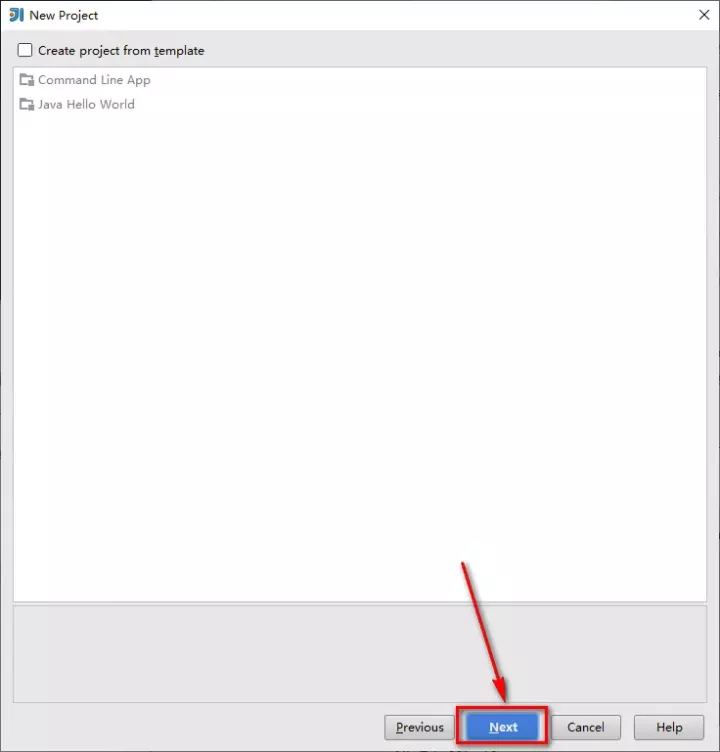 New Project
Create project from template
Command Line App
Java Hello World
Previous Next Cancel Help